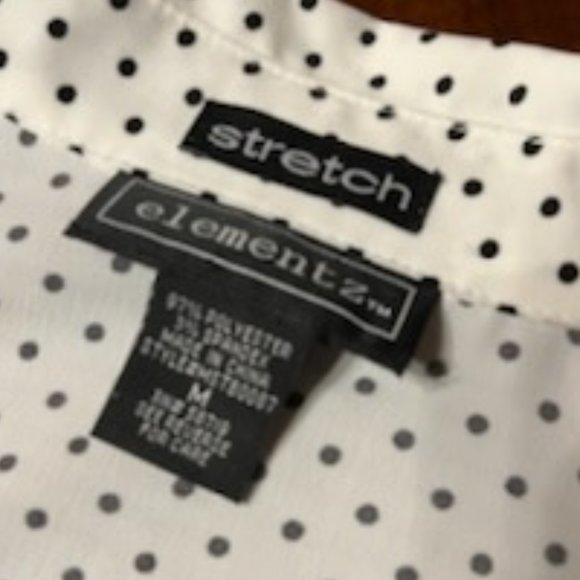 stretch
elementz™
97% POLYESTER
3% SPANDEX
MADE IN CHINA
M
SEE REVERSE
FOR CARE